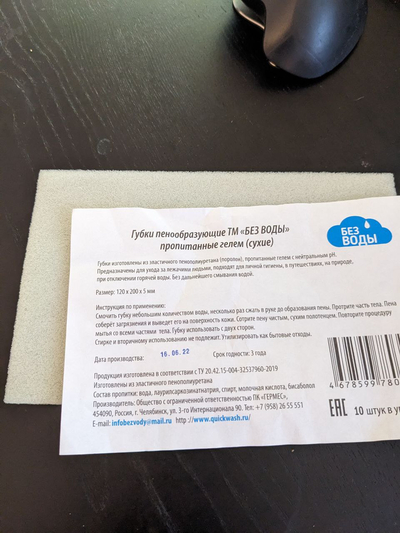 Губки пенообразующие ТМ «БЕЗ ВОДЫ»
пропитанные гелем (сухие)
БЕЗ
ВОДЫ
Губки изготовлены из эластичного пенополиуретана (поролона), пропитанные гелем с нейтральным pH.
Предназначены для ухода за лежачими людьми, подходят для личной гигиены, в путешествиях, на природе,
при отключении горячей воды. Без дальнейшего смывания водой.
Размер: 120 х 200 х 5 мм
Инструкция по применению:
Смочить губку небольшим количеством воды, несколько раз сжать в руке до образования пены. Протрите часть тела. Пена
соберёт загрязнения и выведет его на поверхность кожи. Сотрите пену чистым, сухим полотенцем. Повторите процедуру
мытья со всеми частями тела. Губку использовать с двух сторон.
Стирке и вторичному использованию не подлежит. Утилизировать как бытовые отходы.
Дата производства: 16. 06. 22 Срок годности: 3 года
Продукция изготовлена в соответствии с ТУ 20.42.15-004-32537960-2019
Изготовлены из эластичного пенополиуретана
Состав пропитки: вода, лаурилсаркозинатнатрия, спирт, молочная кислота, бисаболол
Производитель: Общество с ограниченной ответственностью ПК «ГЕРМЕС»,
454090, Россия, г. Челябинск, ул. 3-го Интернационала 90. Тел: +7 (958) 26 55 551
E-mail: infobezvody@mail.ru http://www.quickwash.ru/
4 678599 780
EAC 10 штук в у